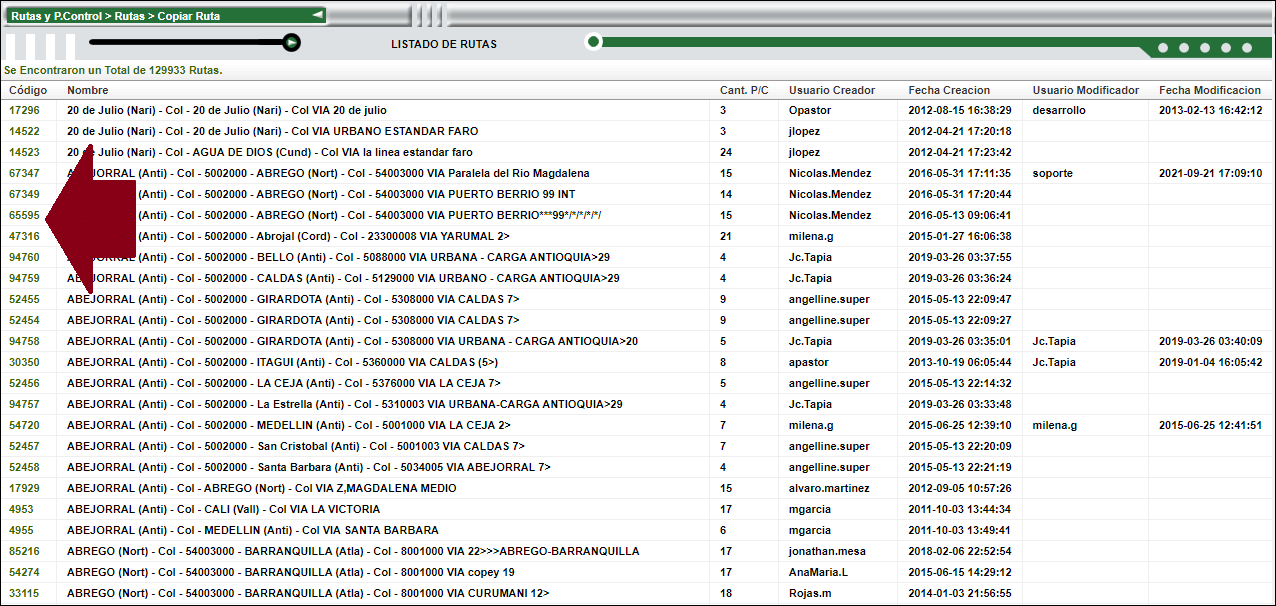 Rutas y P.Control > Rutas > Copiar Ruta
LISTADO DE RUTAS
Se Encontraron un Total de 129933 Rutas.
Código Nombre Cant. P/C Usuario Creador Fecha Creacion Usuario Modificador Fecha Modificacion
17296 20 de Julio (Nari) - Col - 20 de Julio (Nari) - Col VIA 20 de julio 3 Opastor 2012-08-15 16:38:29 desarrollo 2013-02-13 16:42:12
14522 20 de Julio (Nari) - Col - 20 de Julio (Nari) - Col VIA URBANO ESTANDAR FARO 3 jlopez 2012-04-21 17:20:18
14523 20 de Julio (Nari) - Col - AGUA DE DIOS (Cund) - Col VIA la linea estandar faro 24 jlopez 2012-04-21 17:23:42
67347 ABEJORRAL (Anti) - Col - 5002000 - ABREGO (Nort) - Col - 54003000 VIA Paralela del Rio Magdalena 15 Nicolas.Mendez 2016-05-31 17:11:35 soporte 2021-09-21 17:09:10
67349 (Anti) - Col - 5002000 - ABREGO (Nort) - Col - 54003000 VIA PUERTO BERRIO 99 INT 14 Nicolas.Mendez 2016-05-31 17:20:44
65595 (Anti) - Col - 5002000 - ABREGO (Nort) - Col - 54003000 VIA PUERTO BERRIO***99*/*/*/*/*/ 15 Nicolas.Mendez 2016-05-13 09:06:41
47316 (Anti) - Col - 5002000 - Abrojal (Cord) - Col - 23300008 VIA YARUMAL 2> 21 milena.g 2015-01-27 16:06:38
94760 ABEJORRAL (Anti) - Col - 5002000 - BELLO (Anti) - Col - 5088000 VIA URBANA - CARGA ANTIOQUIA>29 4 Jc.Tapia 2019-03-26 03:37:55
94759 ABEJORRAL (Anti) - Col - 5002000 - CALDAS (Anti) - Col - 5129000 VIA URBANO - CARGA ANTIOQUIA>29 4 Jc.Tapia 2019-03-26 03:36:24
52455 ABEJORRAL (Anti) - Col - 5002000 - GIRARDOTA (Anti) - Col - 5308000 VIA CALDAS 7> 9 angelline.super 2015-05-13 22:09:47
52454 ABEJORRAL (Anti) - Col - 5002000 - GIRARDOTA (Anti) - Col - 5308000 VIA CALDAS 7> 9 angelline.super 2015-05-13 22:09:27
94758 ABEJORRAL (Anti) - Col - 5002000 - GIRARDOTA (Anti) - Col - 5308000 VIA URBANA - CARGA ANTIOQUIA>20 5 Jc.Tapia 2019-03-26 03:35:01 Jc.Tapia 2019-03-26 03:40:09
30350 ABEJORRAL (Anti) - Col - 5002000 - ITAGUI (Anti) - Col - 5360000 VIA CALDAS (5>) 8 apastor 2013-10-19 06:05:44 Jc.Tapia 2019-01-04 16:05:42
52456 ABEJORRAL (Anti) - Col - 5002000 - LA CEJA (Anti) - Col - 5376000 VIA LA CEJA 7> 5 angelline.super 2015-05-13 22:14:32
94757 ABEJORRAL (Anti) - Col - 5002000 - La Estrella (Anti) - Col - 5310003 VIA URBANA-CARGA ANTIOQUIA>29 4 Jc.Tapia 2019-03-26 03:33:48
54720 ABEJORRAL (Anti) - Col - 5002000 - MEDELLIN (Anti) - Col - 5001000 VIA LA CEJA 2> 7 milena.g 2015-06-25 12:39:10 milena.g 2015-06-25 12:41:51
52457 ABEJORRAL (Anti) - Col - 5002000 - San Cristobal (Anti) - Col - 5001003 VIA CALDAS 7> 7 angelline.super 2015-05-13 22:20:09
52458 ABEJORRAL (Anti) - Col - 5002000 - Santa Barbara (Anti) - Col - 5034005 VIA ABEJORRAL 7> 4 angelline.super 2015-05-13 22:21:19
17929 ABEJORRAL (Anti) - Col - ABREGO (Nort) - Col VIA Z,MAGDALENA MEDIO 15 alvaro.martinez 2012-09-05 10:57:26
4953 ABEJORRAL (Anti) - Col - CALI (Vall) - Col VIA LA VICTORIA 17 mgarcia 2011-10-03 13:44:34
4955 ABEJORRAL (Anti) - Col - MEDELLIN (Anti) - Col VIA SANTA BARBARA 6 mgarcia 2011-10-03 13:49:41
85216 ABREGO (Nort) - Col - 54003000 - BARRANQUILLA (Atla) - Col - 8001000 VIA 22>>>ABREGO-BARRANQUILLA 17 jonathan.mesa 2018-02-06 22:52:54
54274 ABREGO (Nort) - Col - 54003000 - BARRANQUILLA (Atla) - Col - 8001000 VIA copey 19 17 AnaMaria.L 2015-06-15 14:29:12
33115 ABREGO (Nort) - Col - 54003000 - BARRANQUILLA (Atla) - Col - 8001000 VIA CURUMANI 12> 18 Rojas.m 2014-01-03 21:56:55